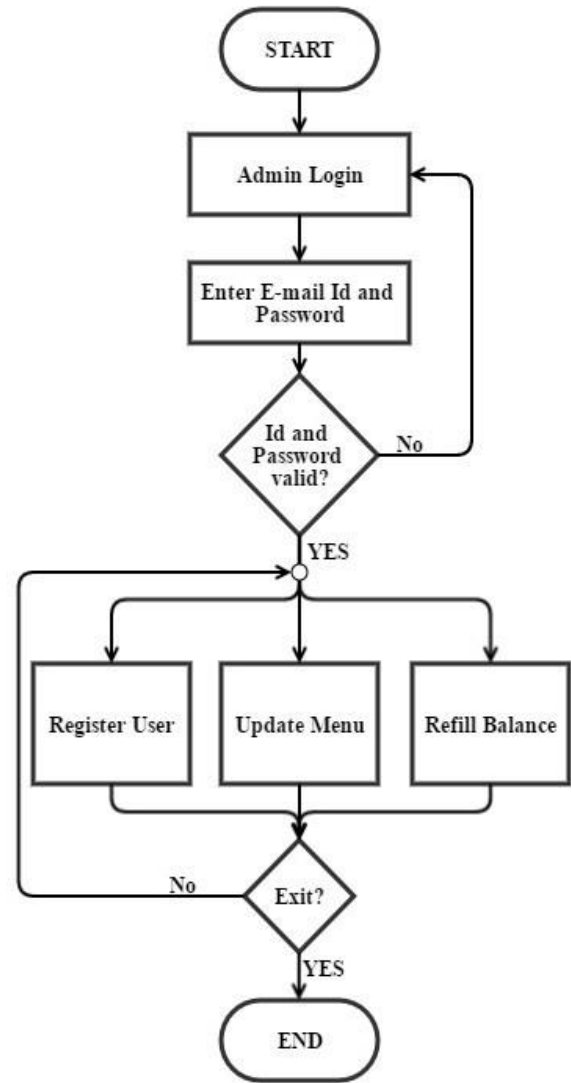 START
Admin Login
Enter E-mail Id and
Password
Id and
Password
valid?
No
YES
Register User
Update Menu
Refill Balance
No
Exit?
YES
END